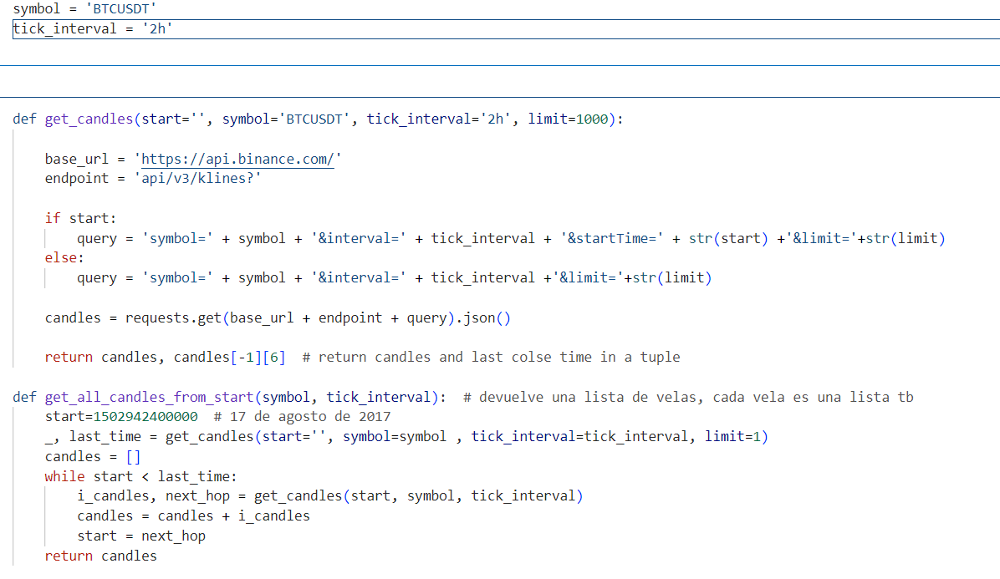 symbol = 'BTCUSDT'
tick_interval = '2h'
def get_candles(start='', symbol='BTCUSDT', tick_interval='2h', limit=1000):
base_url = 'https://api.binance.com/'
endpoint = 'api/v3/klines?'
if start:
query = 'symbol=' + symbol + '&interval=' + tick_interval + '&startTime=' + str(start) +'&limit='+str(limit)
else:
query = 'symbol=' + symbol + '&interval=' + tick_interval +'&limit='+str(limit)
candles = requests.get(base_url + endpoint + query).json()
return candles, candles[-1][6]  # return candles and last colse time in a tuple
def get_all_candles_from_start(symbol, tick_interval):  # devuelve una lista de velas, cada vela es una lista tb
start=1502942400000  # 17 de agosto de 2017
_, last_time = get_candles(start='', symbol=symbol , tick_interval=tick_interval, limit=1)
candles = []
while start < last_time:
i_candles, next_hop = get_candles(start, symbol, tick_interval)
candles = candles + i_candles
start = next_hop
return candles